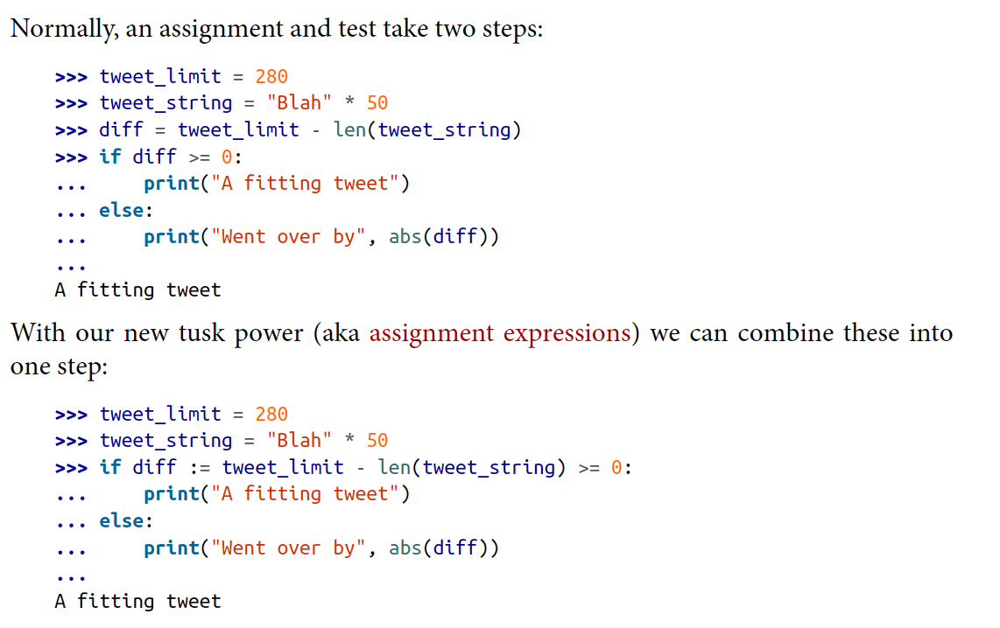 Normally, an assignment and test take two steps:
>>> tweet_limit = 280
>>> tweet_string = "Blah" * 50
>>> diff = tweet_limit - len(tweet_string)
>>> if diff >= 0:
...     print("A fitting tweet")
... else:
...     print("Went over by", abs(diff))
...
A fitting tweet
With our new tusk power (aka assignment expressions) we can combine these into
one step:
>>> tweet_limit = 280
>>> tweet_string = "Blah" * 50
>>> if diff := tweet_limit - len(tweet_string) >= 0:
...     print("A fitting tweet")
... else:
...     print("Went over by", abs(diff))
...
A fitting tweet